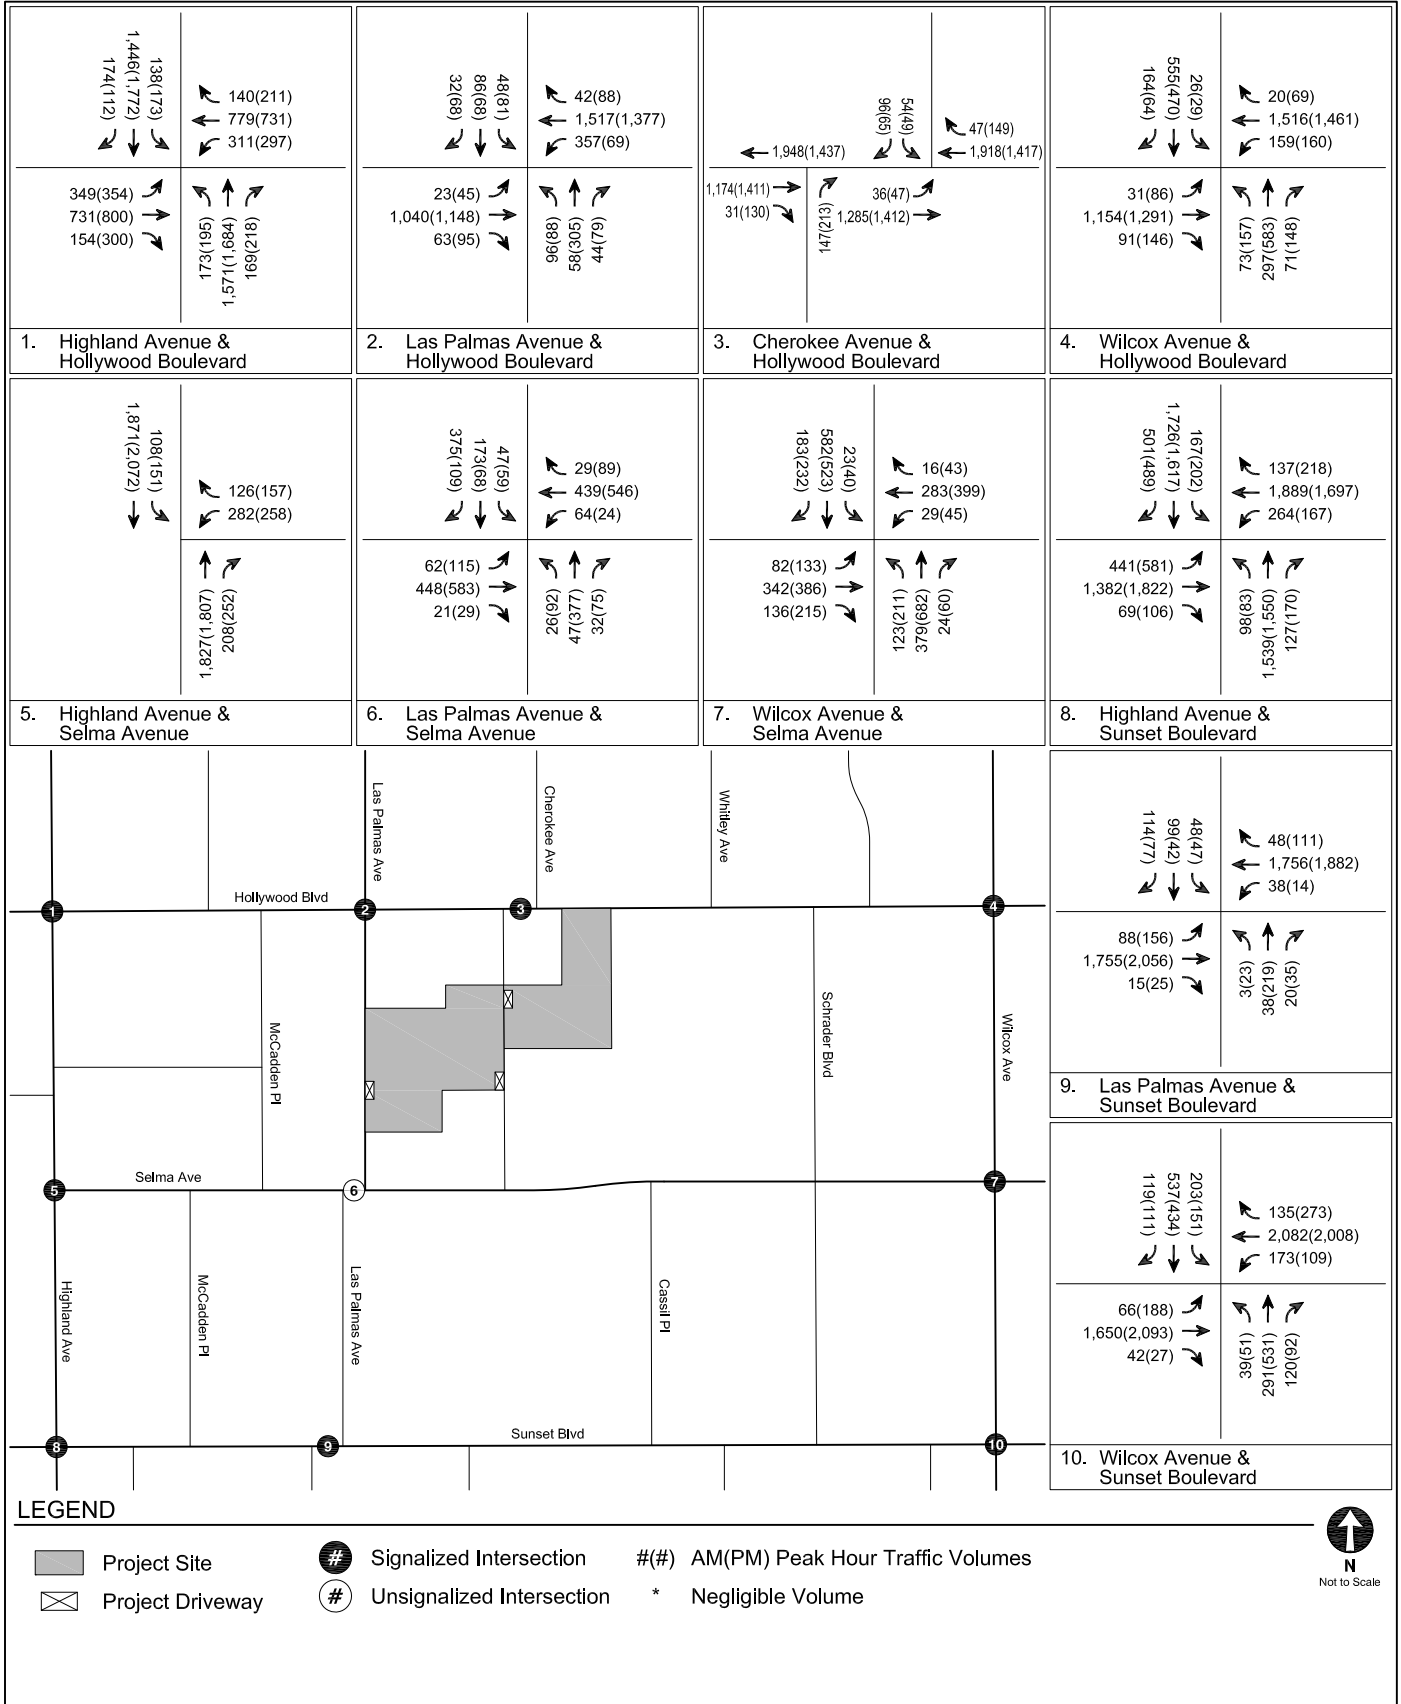 174(112)
1,446(1,772)
138(173)
140(211)
779(731)
311(297)
349(354)
731(800)
154(300)
173(195)
1,571(1,684)
169(218)
1. Highland Avenue &
Hollywood Boulevard
32(68)
86(68)
48(81)
42(88)
1,517(1,377)
357(69)
23(45)
1,040(1,148)
63(95)
96(88)
58(305)
44(79)
2. Las Palmas Avenue &
Hollywood Boulevard
96(65)
54(49)
47(149)
1,948(1,437)
1,918(1,417)
1,174(1,411)
31(130)
147(213)
36(47)
1,285(1,412)
3. Cherokee Avenue &
Hollywood Boulevard
164(64)
555(470)
26(29)
20(69)
1,516(1,461)
159(160)
31(86)
1,154(1,291)
91(146)
73(157)
297(583)
71(148)
4. Wilcox Avenue &
Hollywood Boulevard
1,871(2,072)
108(151)
126(157)
282(258)
1,827(1,807)
208(252)
5. Highland Avenue &
Selma Avenue
375(109)
173(68)
47(59)
29(89)
439(546)
64(24)
62(115)
448(583)
21(29)
26(92)
47(377)
32(75)
6. Las Palmas Avenue &
Selma Avenue
183(232)
582(523)
23(40)
16(43)
283(399)
29(45)
82(133)
342(386)
136(215)
123(211)
379(682)
24(60)
7. Wilcox Avenue &
Selma Avenue
501(489)
1,726(1,617)
167(202)
137(218)
1,889(1,697)
264(167)
441(581)
1,382(1,822)
69(106)
98(83)
1,539(1,550)
127(170)
8. Highland Avenue &
Sunset Boulevard
114(77)
99(42)
48(47)
48(111)
1,756(1,882)
38(14)
88(156)
1,755(2,056)
15(25)
3(23)
38(219)
20(35)
9. Las Palmas Avenue &
Sunset Boulevard
119(111)
537(434)
203(151)
135(273)
2,082(2,008)
173(109)
66(188)
1,650(2,093)
42(27)
39(51)
291(531)
120(92)
10. Wilcox Avenue &
Sunset Boulevard
Las Palmas Ave
Cherokee Ave
Whitley Ave
Hollywood Blvd
1
2
3
4
McCadden Pl
Schrader Blvd
Wilcox Ave
Selma Ave
5
6
7
Highland Ave
McCadden Pl
Las Palmas Ave
Cassil Pl
Sunset Blvd
8
9
10
LEGEND
Project Site
# Signalized Intersection
#(#) AM(PM) Peak Hour Traffic Volumes
Project Driveway
# Unsignalized Intersection
* Negligible Volume
N
Not to Scale